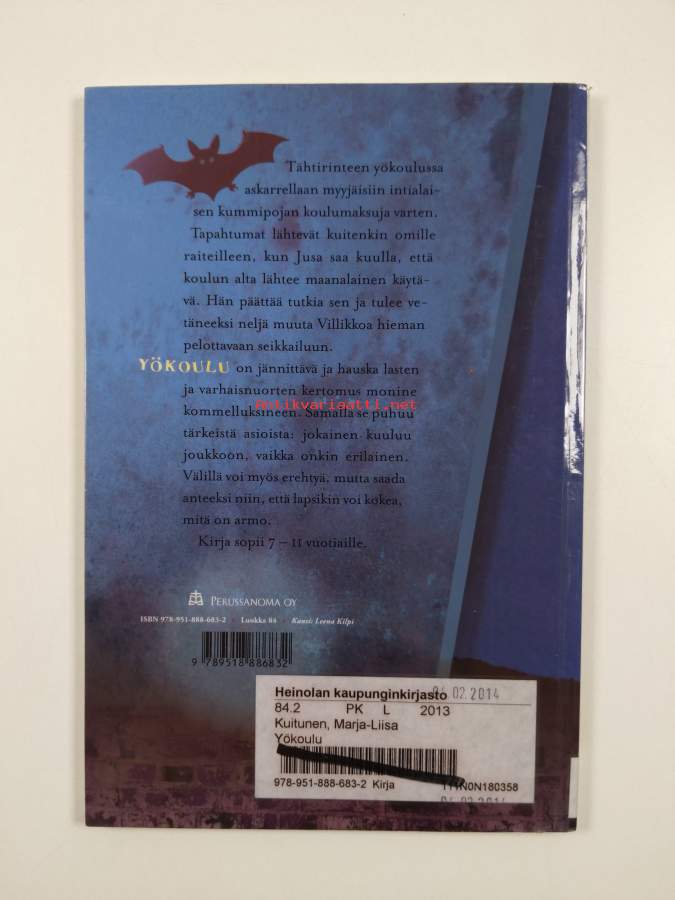 Tähtirinteen yökoulussa
askarrellaan myyjäisiin intialai-
sen kummipojan koulumaksuja varten.
Tapahtumat lähtevät kuitenkin omille
raiteilleen, kun Jusa saa kuulla, että
koulun alta lähtee maanalainen käytä-
vä. Hän päättää tutkia sen ja tulee ve-
täneeksi neljä muuta Villikkoa hieman
pelottavaan seikkailuun.
YÖKOULU on jännittävä ja hauska lasten
ja varhaisnuorten kertomus monine
antikvariaatti.net
kommelluksineen. Samalla se puhuu
tärkeistä asioista: jokainen kuuluu
joukkoon, vaikka onkin erilainen.
Välillä voi myös erehtyä, mutta saada
anteeksi niin, että lapsikin voi kokea,
mitä on armo.
Kirja sopii 7 – 11 vuotiaille.
PERUSSANOMA OY
ISBN 978-951-888-683-2 Luokka 84 Kansi: Leena Kilpi
9 789518 886832
Heinolan kaupunginkirjasto 04.02.2014
84.2 PK L 2013
Kuitunen, Marja-Liisa
Yökoulu
978-951-888-683-2 Kirja 111N0N180358
04.02.2014